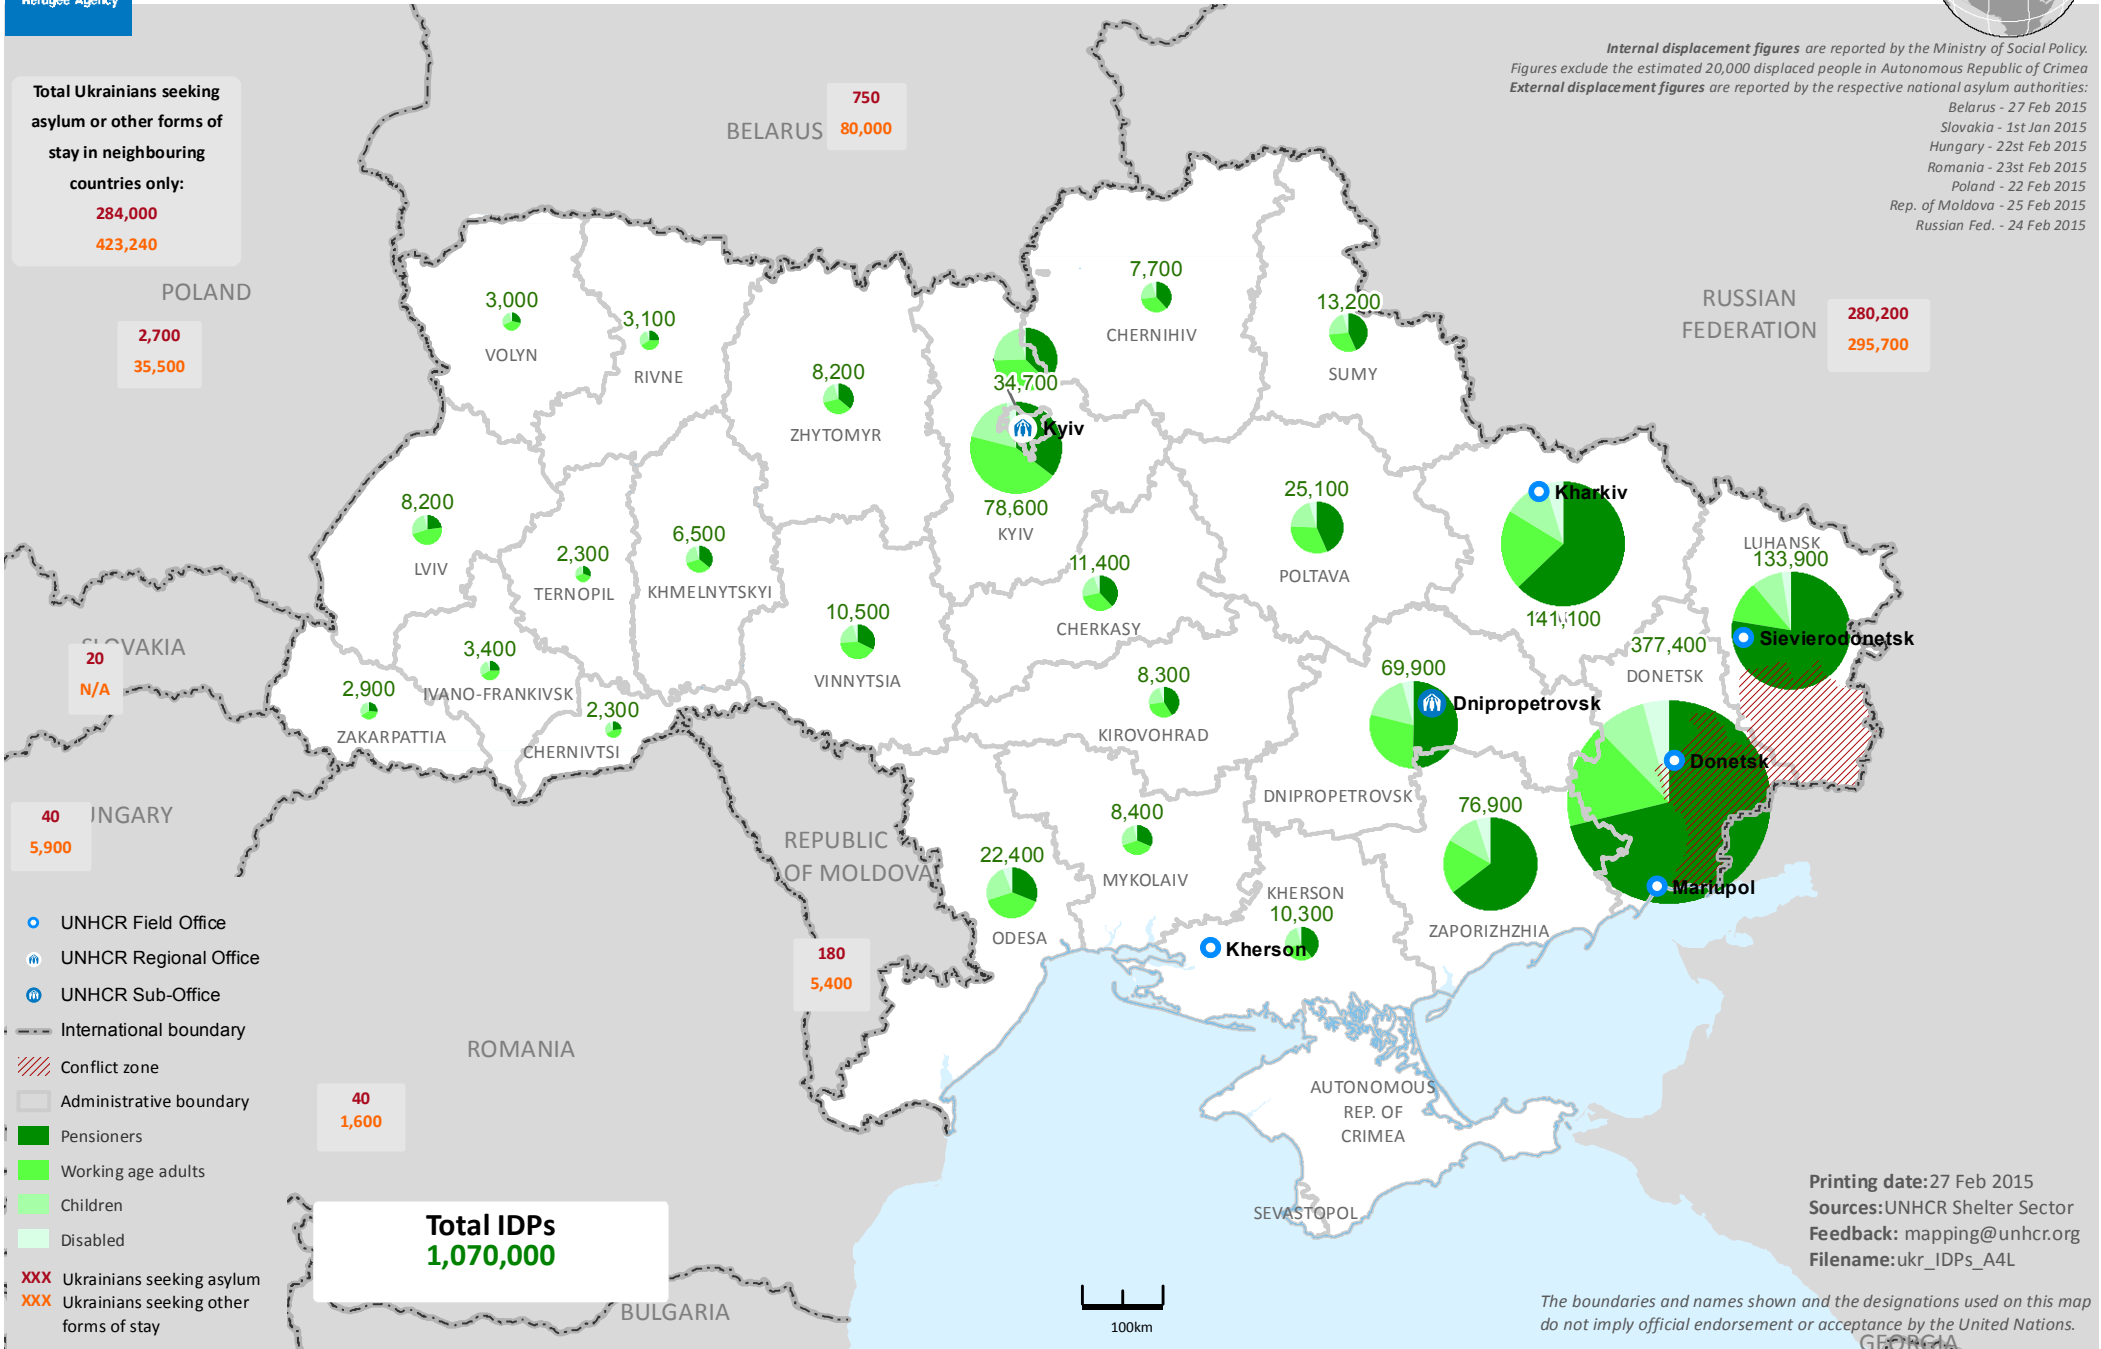 Refugee Agency
Internal displacement figures are reported by the Ministry of Social Policy.
Figures exclude the estimated 20,000 displaced people in Autonomous Republic of Crimea
External displacement figures are reported by the respective national asylum authorities:
Belarus - 27 Feb 2015
Slovakia - 1st Jan 2015
Hungary - 22st Feb 2015
Romania - 23st Feb 2015
Poland - 22 Feb 2015
Rep. of Moldova - 25 Feb 2015
Russian Fed. - 24 Feb 2015
Total Ukrainians seeking
asylum or other forms of
stay in neighbouring
countries only:
284,000
423,240
BELARUS
750
80,000
POLAND
2,700
35,500
RUSSIAN
FEDERATION
280,200
295,700
3,000
VOLYN
3,100
RIVNE
8,200
ZHYTOMYR
7,700
CHERNIHIV
13,200
SUMY
34,700
Kyiv
78,600
KYIV
8,200
LVIV
2,300
TERNOPIL
6,500
KHMELNYTSKYI
10,500
VINNYTSIA
11,400
CHERKASY
25,100
POLTAVA
Kharkiv
141,100
LUHANSK
133,900
Sievierodonetsk
377,400
DONETSK
Donetsk
Mariupol
69,900
Dnipropetrovsk
DNIPROPETROVSK
8,300
KIROVOHRAD
76,900
ZAPORIZHZHIA
3,400
IVANO-FRANKIVSK
2,900
ZAKARPATTIA
2,300
CHERNIVTSI
8,400
MYKOLAIV
22,400
ODESA
KHERSON
10,300
Kherson
SLOVAKIA
20
N/A
UNGARY
40
5,900
REPUBLIC
OF MOLDOVA
180
5,400
ROMANIA
40
1,600
AUTONOMOUS
REP. OF
CRIMEA
SEVASTOPOL
BULGARIA
GEORGIA
UNHCR Field Office
UNHCR Regional Office
UNHCR Sub-Office
International boundary
Conflict zone
Administrative boundary
Pensioners
Working age adults
Children
Disabled
XXX Ukrainians seeking asylum
XXX Ukrainians seeking other
forms of stay
Total IDPs
1,070,000
100km
Printing date:27 Feb 2015
Sources:UNHCR Shelter Sector
Feedback: mapping@unhcr.org
Filename:ukr_IDPs_A4L
The boundaries and names shown and the designations used on this map
do not imply official endorsement or acceptance by the United Nations.